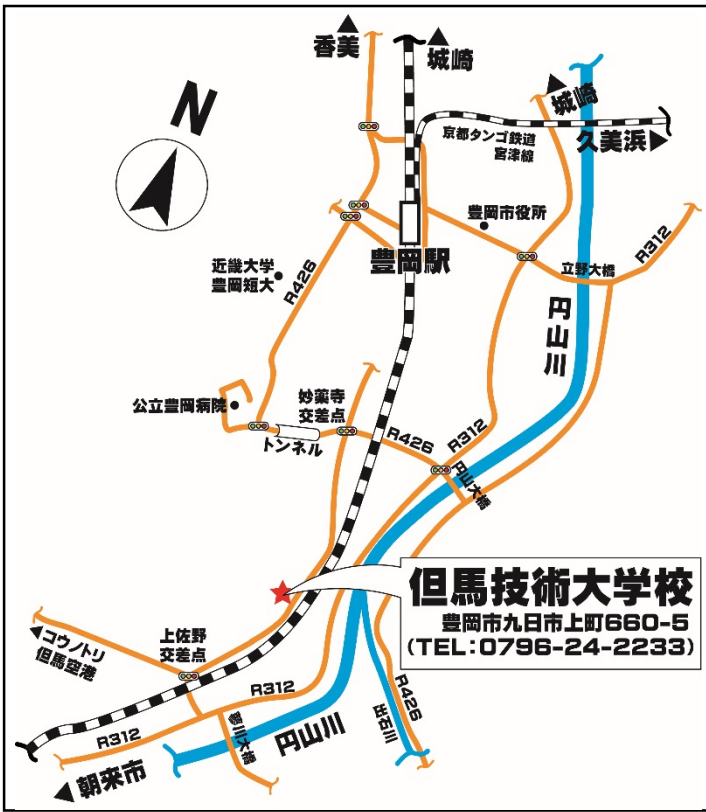 香美
城崎
城崎
N
京都タンゴ鉄道
宮津線
久美浜
豊岡市役所
R312
近畿大学
豊岡短大
R426
豊岡駅
立野大橋
円山川
公立豊岡病院
妙薬寺
交差点
トンネル
R426
R312
円山大橋
但馬技術大学校
豊岡市九日市上町660-5
(TEL:0796-24-2233)
コウノトリ
但馬空港
上佐野
交差点
R312
R312
円山川
出石川
R426
朝来市